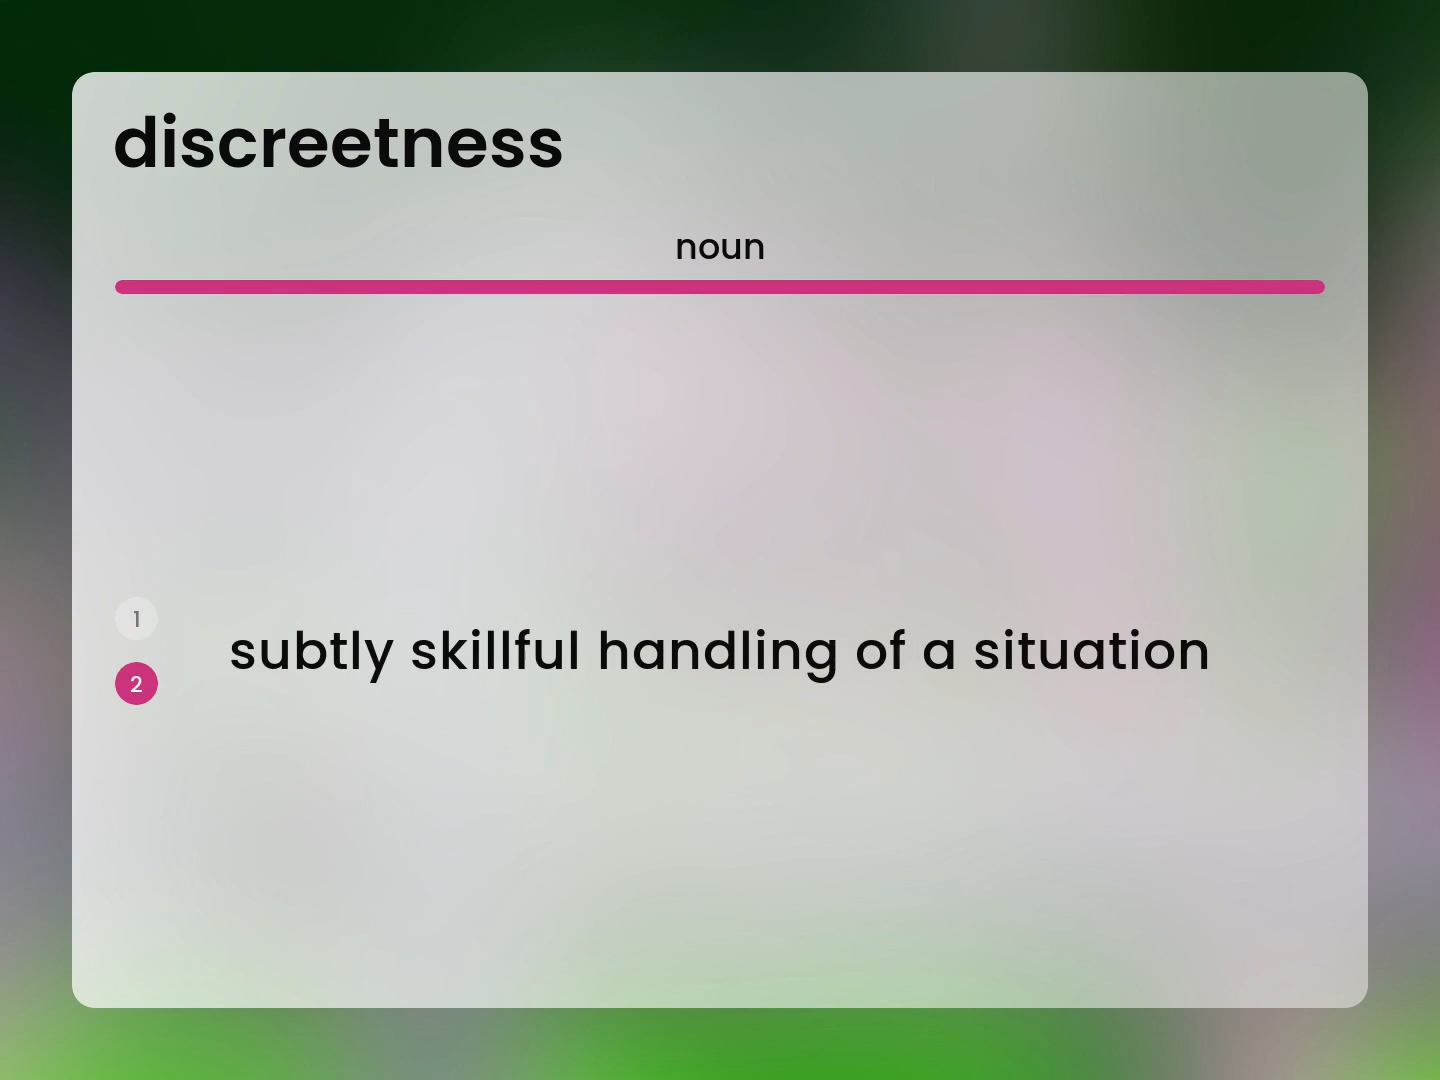 discreetness
noun
1
2
subtly skillful handling of a situation